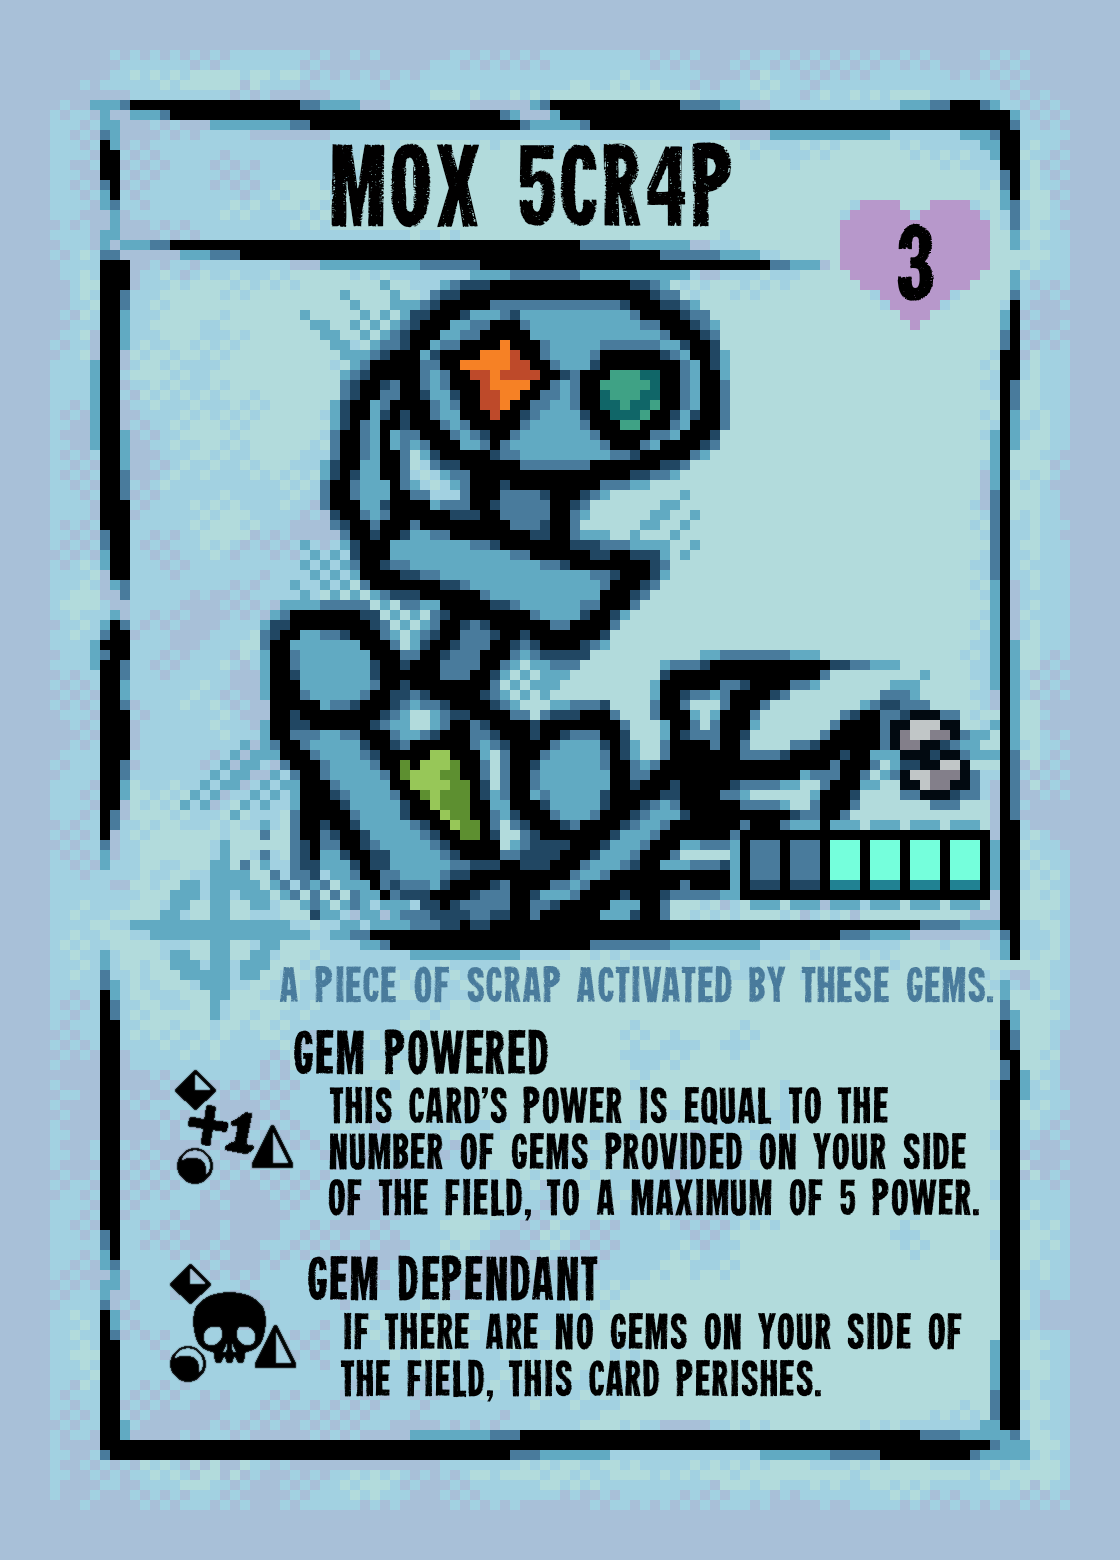 MOX 5CR4P
3
A PIECE OF SCRAP ACTIVATED BY THESE GEMS.
GEM POWERED
+1
THIS CARD'S POWER IS EQUAL TO THE
NUMBER OF GEMS PROVIDED ON YOUR SIDE
OF THE FIELD, TO A MAXIMUM OF 5 POWER.
GEM DEPENDANT
IF THERE ARE NO GEMS ON YOUR SIDE OF
THE FIELD, THIS CARD PERISHES.